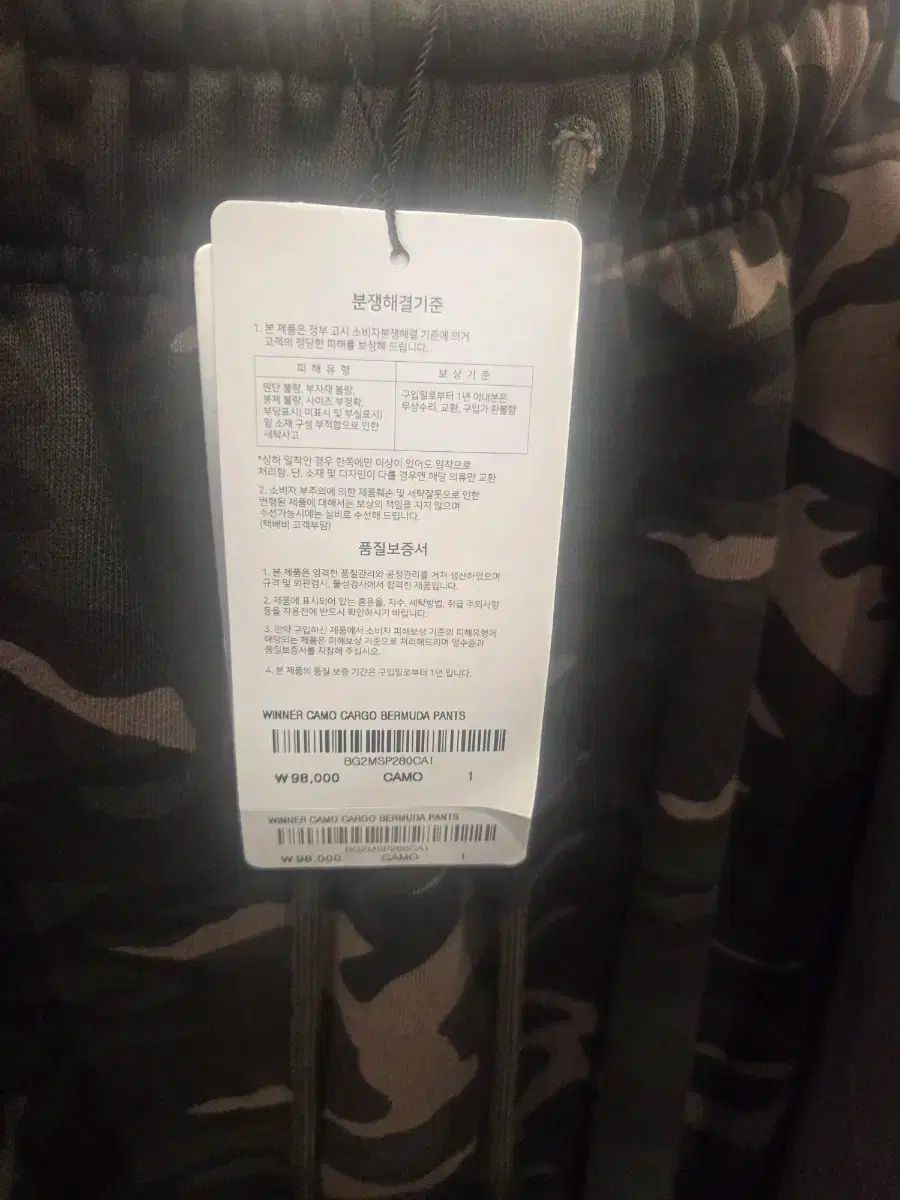 분쟁해결기준
1. 본 제품은 정부 고시 소비자분쟁해결 기준에 의거
고객의 정당한 피해를 보상해 드립니다.
피 해 유 형
보 상 기 준
원단 불량, 부자재 불량,
봉제 불량, 사이즈 부정확,
부당표시( 미표시 및 부실표시)
및 소재 구성 부적합으로 인한
세탁사고
구입일로부터 1년 이내분은
무상수리, 교환, 구입가 환불함
*상하 일착인 경우 한쪽에만 이상이 있어도 일착으로
처리함. 단, 소재 및 디자인이 다를 경우엔 해당 의류만 교환
2. 소비자 부주의에 의한 제품훼손 및 세탁잘못으로 인한
변형된 제품에 대해서는 보상의 책임을 지지 않으며
수선가능시에는 실비로 수선해 드립니다.
(택배비 고객부담)
품질보증서
1. 본 제품은 엄격한 품질관리와 공정관리를 거쳐 생산하였으며
규격 및 외관검사, 물성검사에서 합격한 제품입니다.
2. 제품에 표시되어 있는 혼용율, 치수, 세탁방법, 취급 주의사항
등을 착용전에 반드시 확인하시기 바랍니다.
3. 만약 구입하신 제품에서 소비자 피해보상 기준의 피해유형에
해당되는 제품은 피해보상 기준으로 처리해드리며 영수증과
품질보증서를 지참해 주십시오.
4. 본 제품의 품질 보증 기간은 구입일로부터 1년 입니다.
WINNER CAMO CARGO BERMUDA PANTS
BG2MSP280CA1
₩98,000 CAMO 1
WINNER CAMO CARGO BERMUDA PANTS
BG2MSP280CA1
₩98,000 CAMO 1